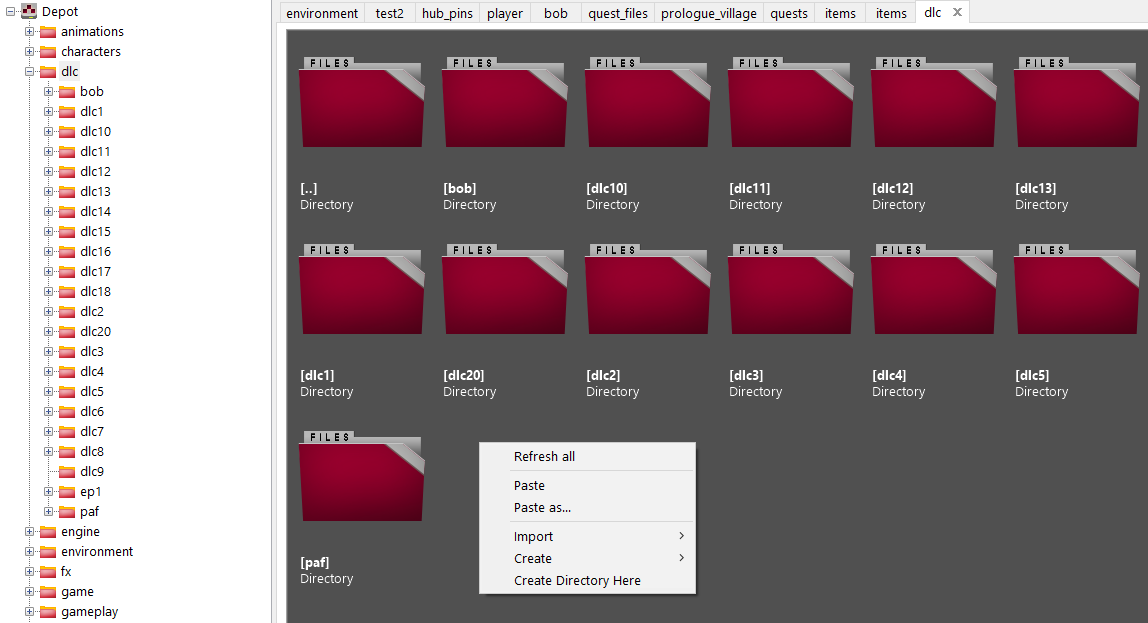 Depot
animations
characters
dlc
bob
dlc1
dlc10
dlc11
dlc12
dlc13
dlc14
dlc15
dlc16
dlc17
dlc18
dlc2
dlc20
dlc3
dlc4
dlc5
dlc6
dlc7
dlc8
dlc9
ep1
paf
engine
environment
fx
game
gameplay
environment test2 hub_pins player bob quest_files prologue_village quests items items dlc
FILES FILES FILES FILES FILES FILES
[..] [bob] [dlc10] [dlc11] [dlc12] [dlc13]
Directory Directory Directory Directory Directory Directory
FILES FILES FILES FILES FILES FILES
[dlc1] [dlc20] [dlc2] [dlc3] [dlc4] [dlc5]
Directory Directory Directory Directory Directory Directory
FILES
[paf]
Directory
Refresh all
Paste
Paste as...
Import
Create
Create Directory Here